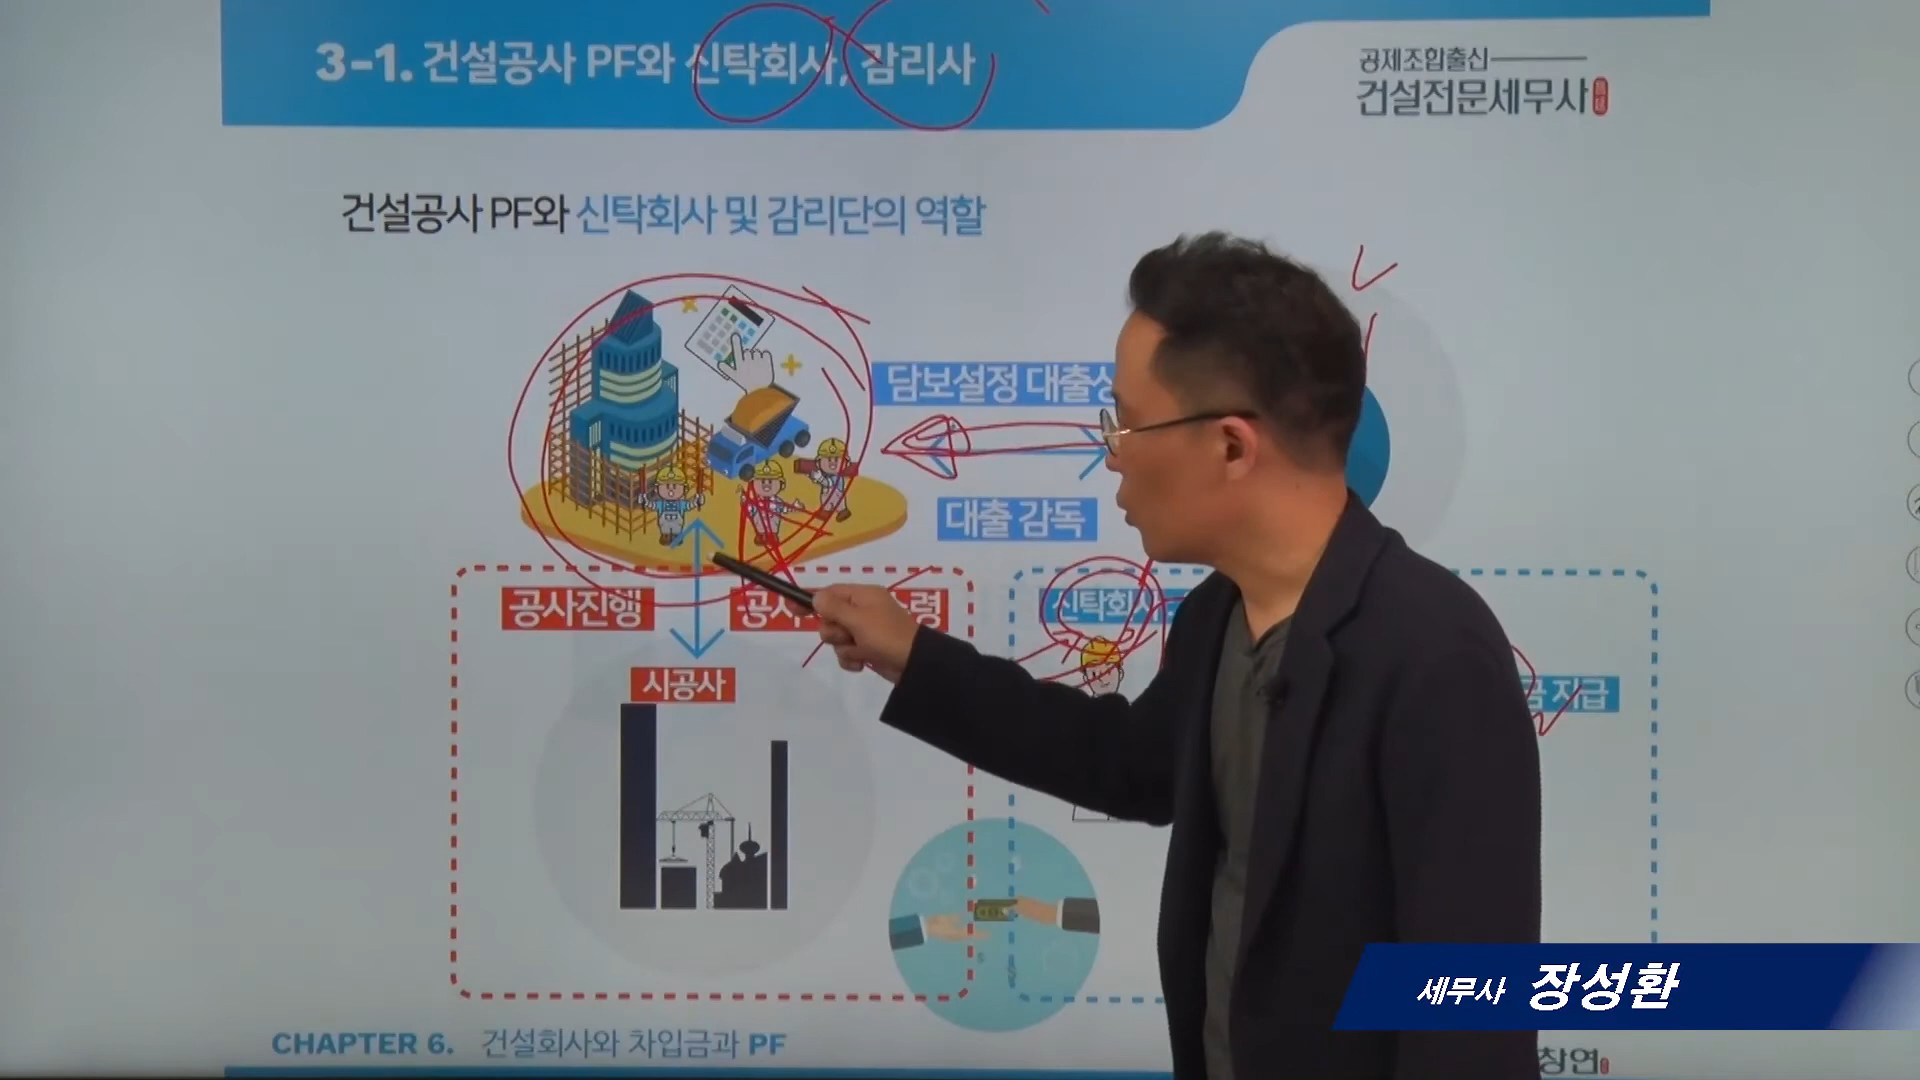 3-1. 건설공사 PF와 신탁회사, 감리사
공제조합출신
건설전문세무사
건설공사 PF와 신탁회사 및 감리단의 역할
담보설정 대출
대출 감독
공사진행
신탁회사
시공사
금 지급
세무사 장성환
CHAPTER 6. 건설회사와 차입금과 PF
창연